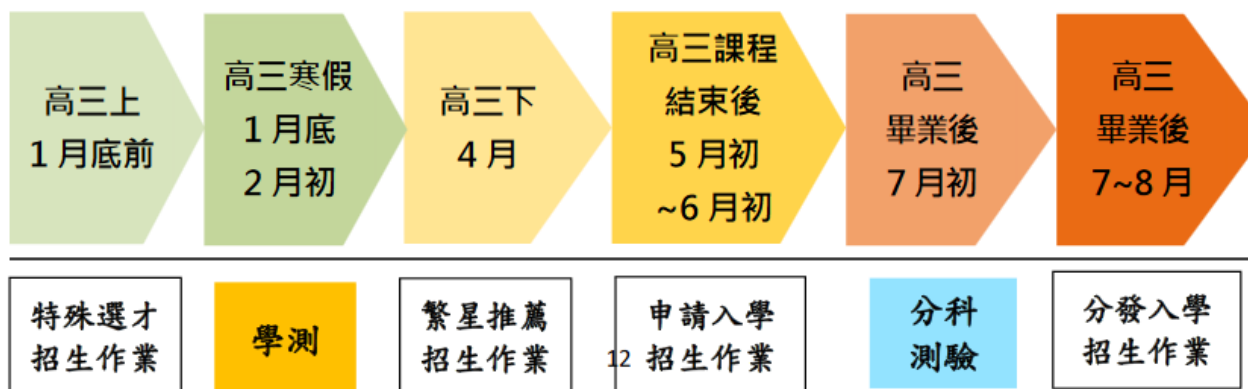 高三上
1 月底前
高三寒假
1 月底
2 月初
高三下
4 月
高三課程
結束後
5 月初
~6 月初
高三
畢業後
7 月初
高三
畢業後
7~8 月
特殊選才
招生作業
學測
繁星推薦
招生作業
12
申請入學
招生作業
分科
測驗
分發入學
招生作業